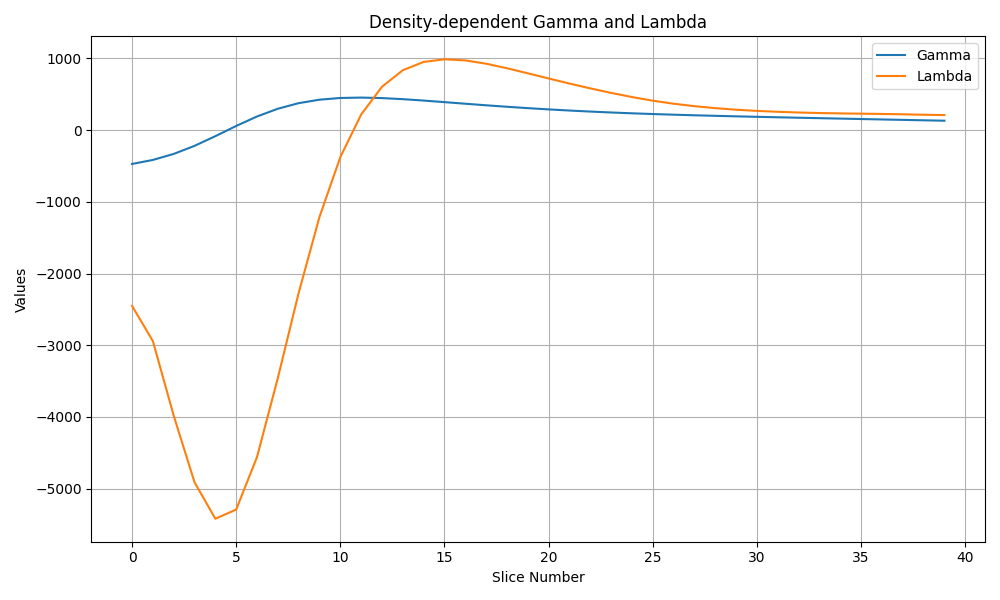 Density-dependent Gamma and Lambda
Gamma
Lambda
1000
0
−1000
−2000
−3000
−4000
−5000
Values
0 5 10 15 20 25 30 35 40
Slice Number